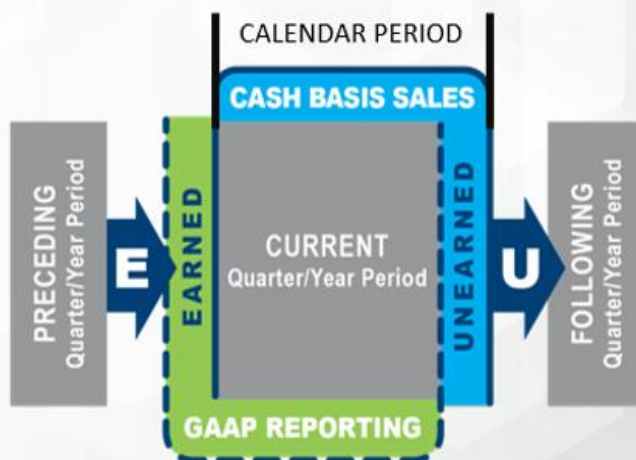 CALENDAR PERIOD
CASH BASIS SALES
PRECEDING
Quarter/Year Period
E
EARNED
CURRENT
Quarter/Year Period
UNEARNED
U
FOLLOWING
Quarter/Year Period
GAAP REPORTING